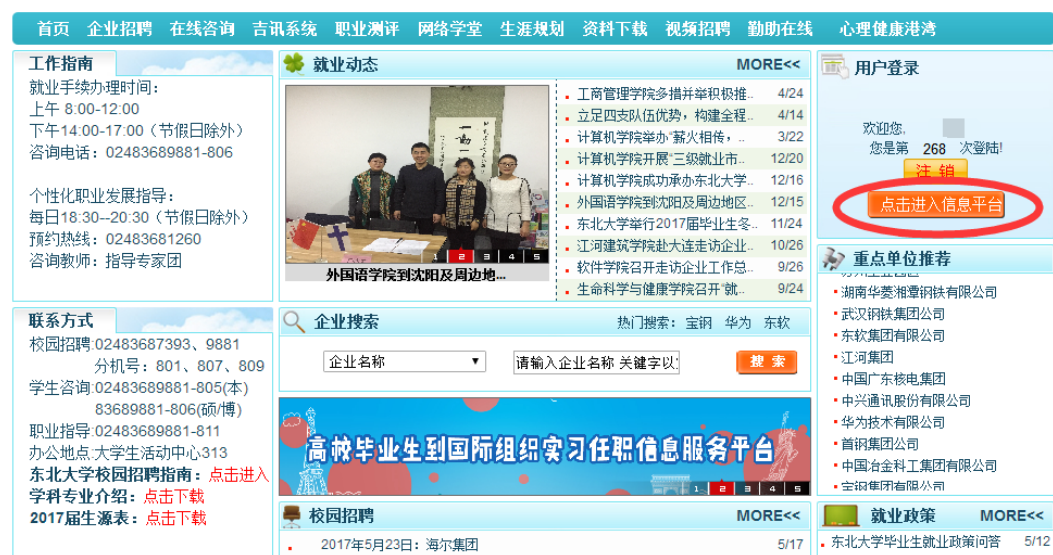 首页 企业招聘 在线咨询 吉讯系统 职业测评 网络学堂 生涯规划 资料下载 视频招聘 勤助在线 心理健康港湾
工作指南
就业手续办理时间：
上午 8:00-12:00
下午14:00-17:00（节假日除外）
咨询电话：02483689881-806
个性化职业发展指导：
每日18:30--20:30（节假日除外）
预约热线：02483681260
咨询教师：指导专家团
联系方式
校园招聘:02483687393、9881
分机号：801、807、809
学生咨询:02483689881-805(本)
83689881-806(硕/博)
职业指导:02483689881-811
办公地点:大学生活动中心313
东北大学校园招聘指南：点击进入
学科专业介绍：点击下载
2017届生源表：点击下载
就业动态 MORE<<
1 2 3 4 5
外国语学院到沈阳及周边地...
工商管理学院多措并举积极推.. 4/24
立足四支队伍优势，构建全程.. 4/14
计算机学院举办“薪火相传，.. 3/22
计算机学院开展“三级就业市.. 12/20
计算机学院成功承办东北大学.. 12/16
外国语学院到沈阳及周边地区.. 12/15
东北大学举行2017届毕业生冬.. 11/24
江河建筑学院赴大连走访企业.. 10/26
软件学院召开走访企业工作总.. 9/26
生命科学与健康学院召开“就.. 9/24
企业搜索 热门搜索：宝钢 华为 东软
企业名称 请输入企业名称 关键字以 搜 索
高校毕业生到国际组织实习任职信息服务平台
1 2 3 4 5
校园招聘 MORE<<
2017年5月23日：海尔集团 5/17
用户登录
欢迎您,
您是第 268 次登陆!
注 销
点击进入信息平台
重点单位推荐
湖南华菱湘潭钢铁有限公司
武汉钢铁集团公司
东软集团有限公司
江河集团
中国广东核电集团
中兴通讯股份有限公司
华为技术有限公司
首钢集团公司
中国冶金科工集团有限公司
宝钢集团有限公司
就业政策 MORE<<
东北大学毕业生就业政策问答 5/12